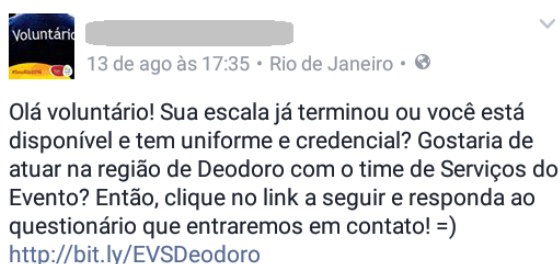 Voluntário
13 de ago às 17:35 • Rio de Janeiro •
Olá voluntário! Sua escala já terminou ou você está
disponível e tem uniforme e credencial? Gostaria de
atuar na região de Deodoro com o time de Serviços do
Evento? Então, clique no link a seguir e responda ao
questionário que entraremos em contato! =)
http://bit.ly/EVSDeodoro